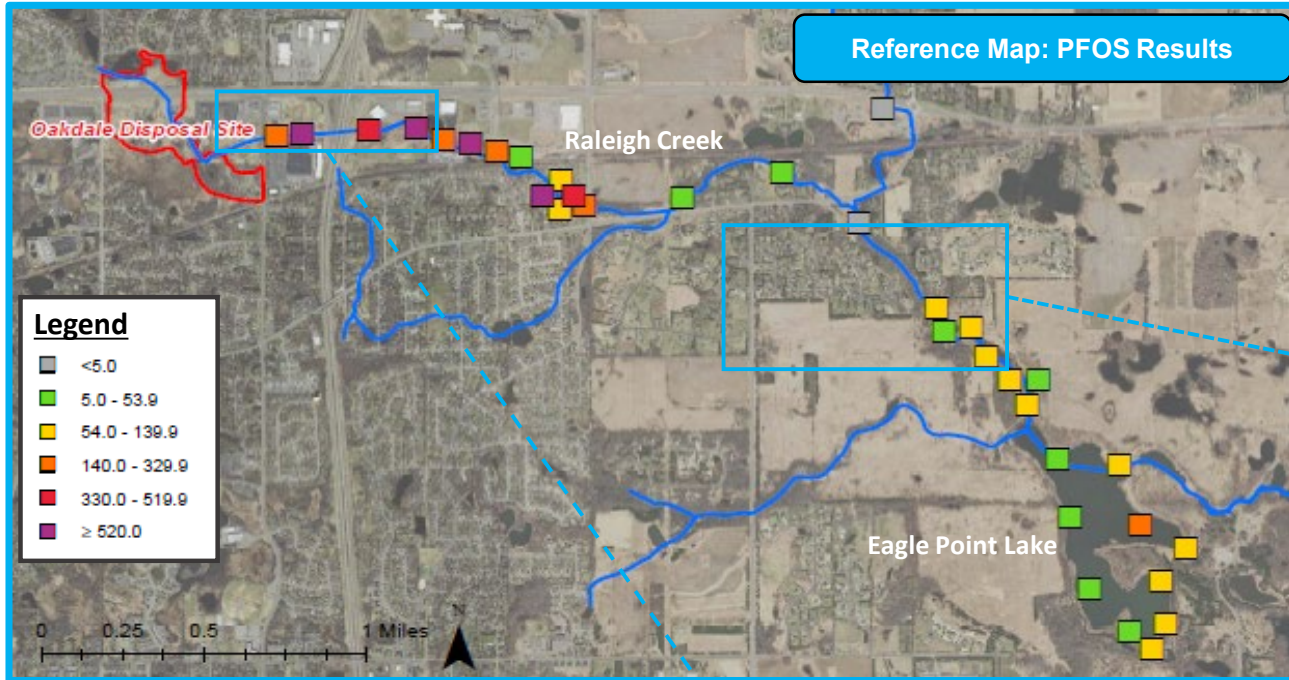 Reference Map: PFOS Results
Oakdale Disposal Site
Raleigh Creek
Legend
<5.0
5.0 - 53.9
54.0 - 139.9
140.0 - 329.9
330.0 - 519.9
≥ 520.0
Eagle Point Lake
N
0 0.25 0.5 1 Miles